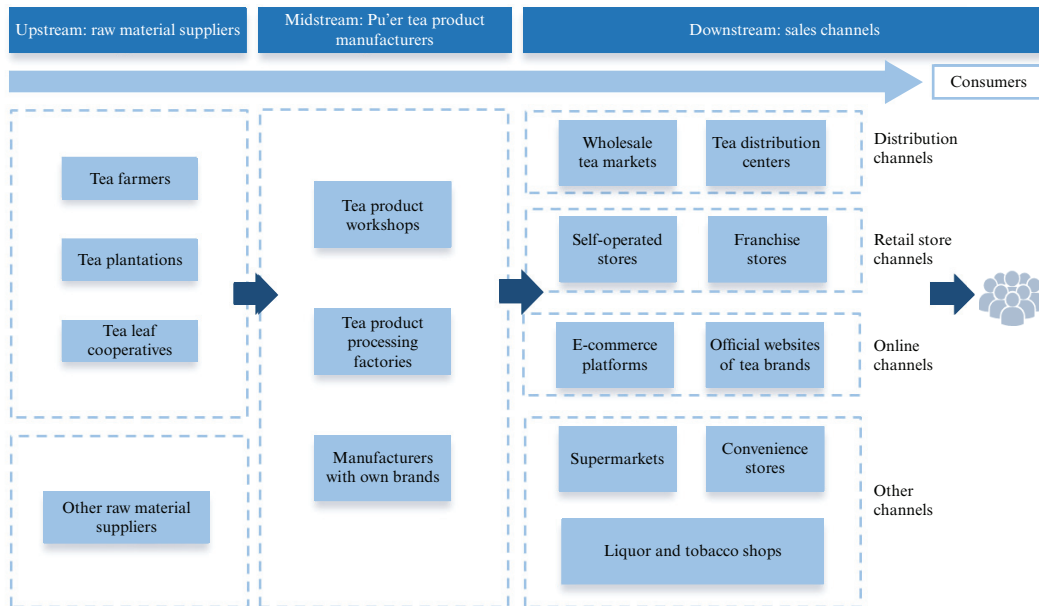 Upstream: raw material suppliers
Midstream: Pu'er tea product
manufacturers
Downstream: sales channels
Consumers
Tea farmers
Tea plantations
Tea leaf
cooperatives
Other raw material
suppliers
Tea product
workshops
Tea product
processing
factories
Manufacturers
with own brands
Wholesale
tea markets
Tea distribution
centers
Distribution
channels
Self-operated
stores
Franchise
stores
Retail store
channels
E-commerce
platforms
Official websites
of tea brands
Online
channels
Supermarkets
Convenience
stores
Liquor and tobacco shops
Other
channels